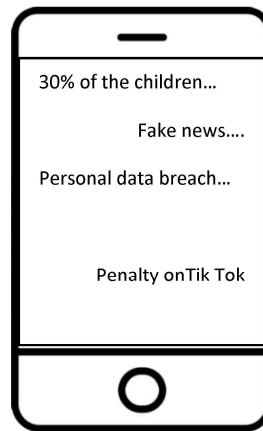 30% of the children...
Fake news....
Personal data breach...
Penalty onTik Tok